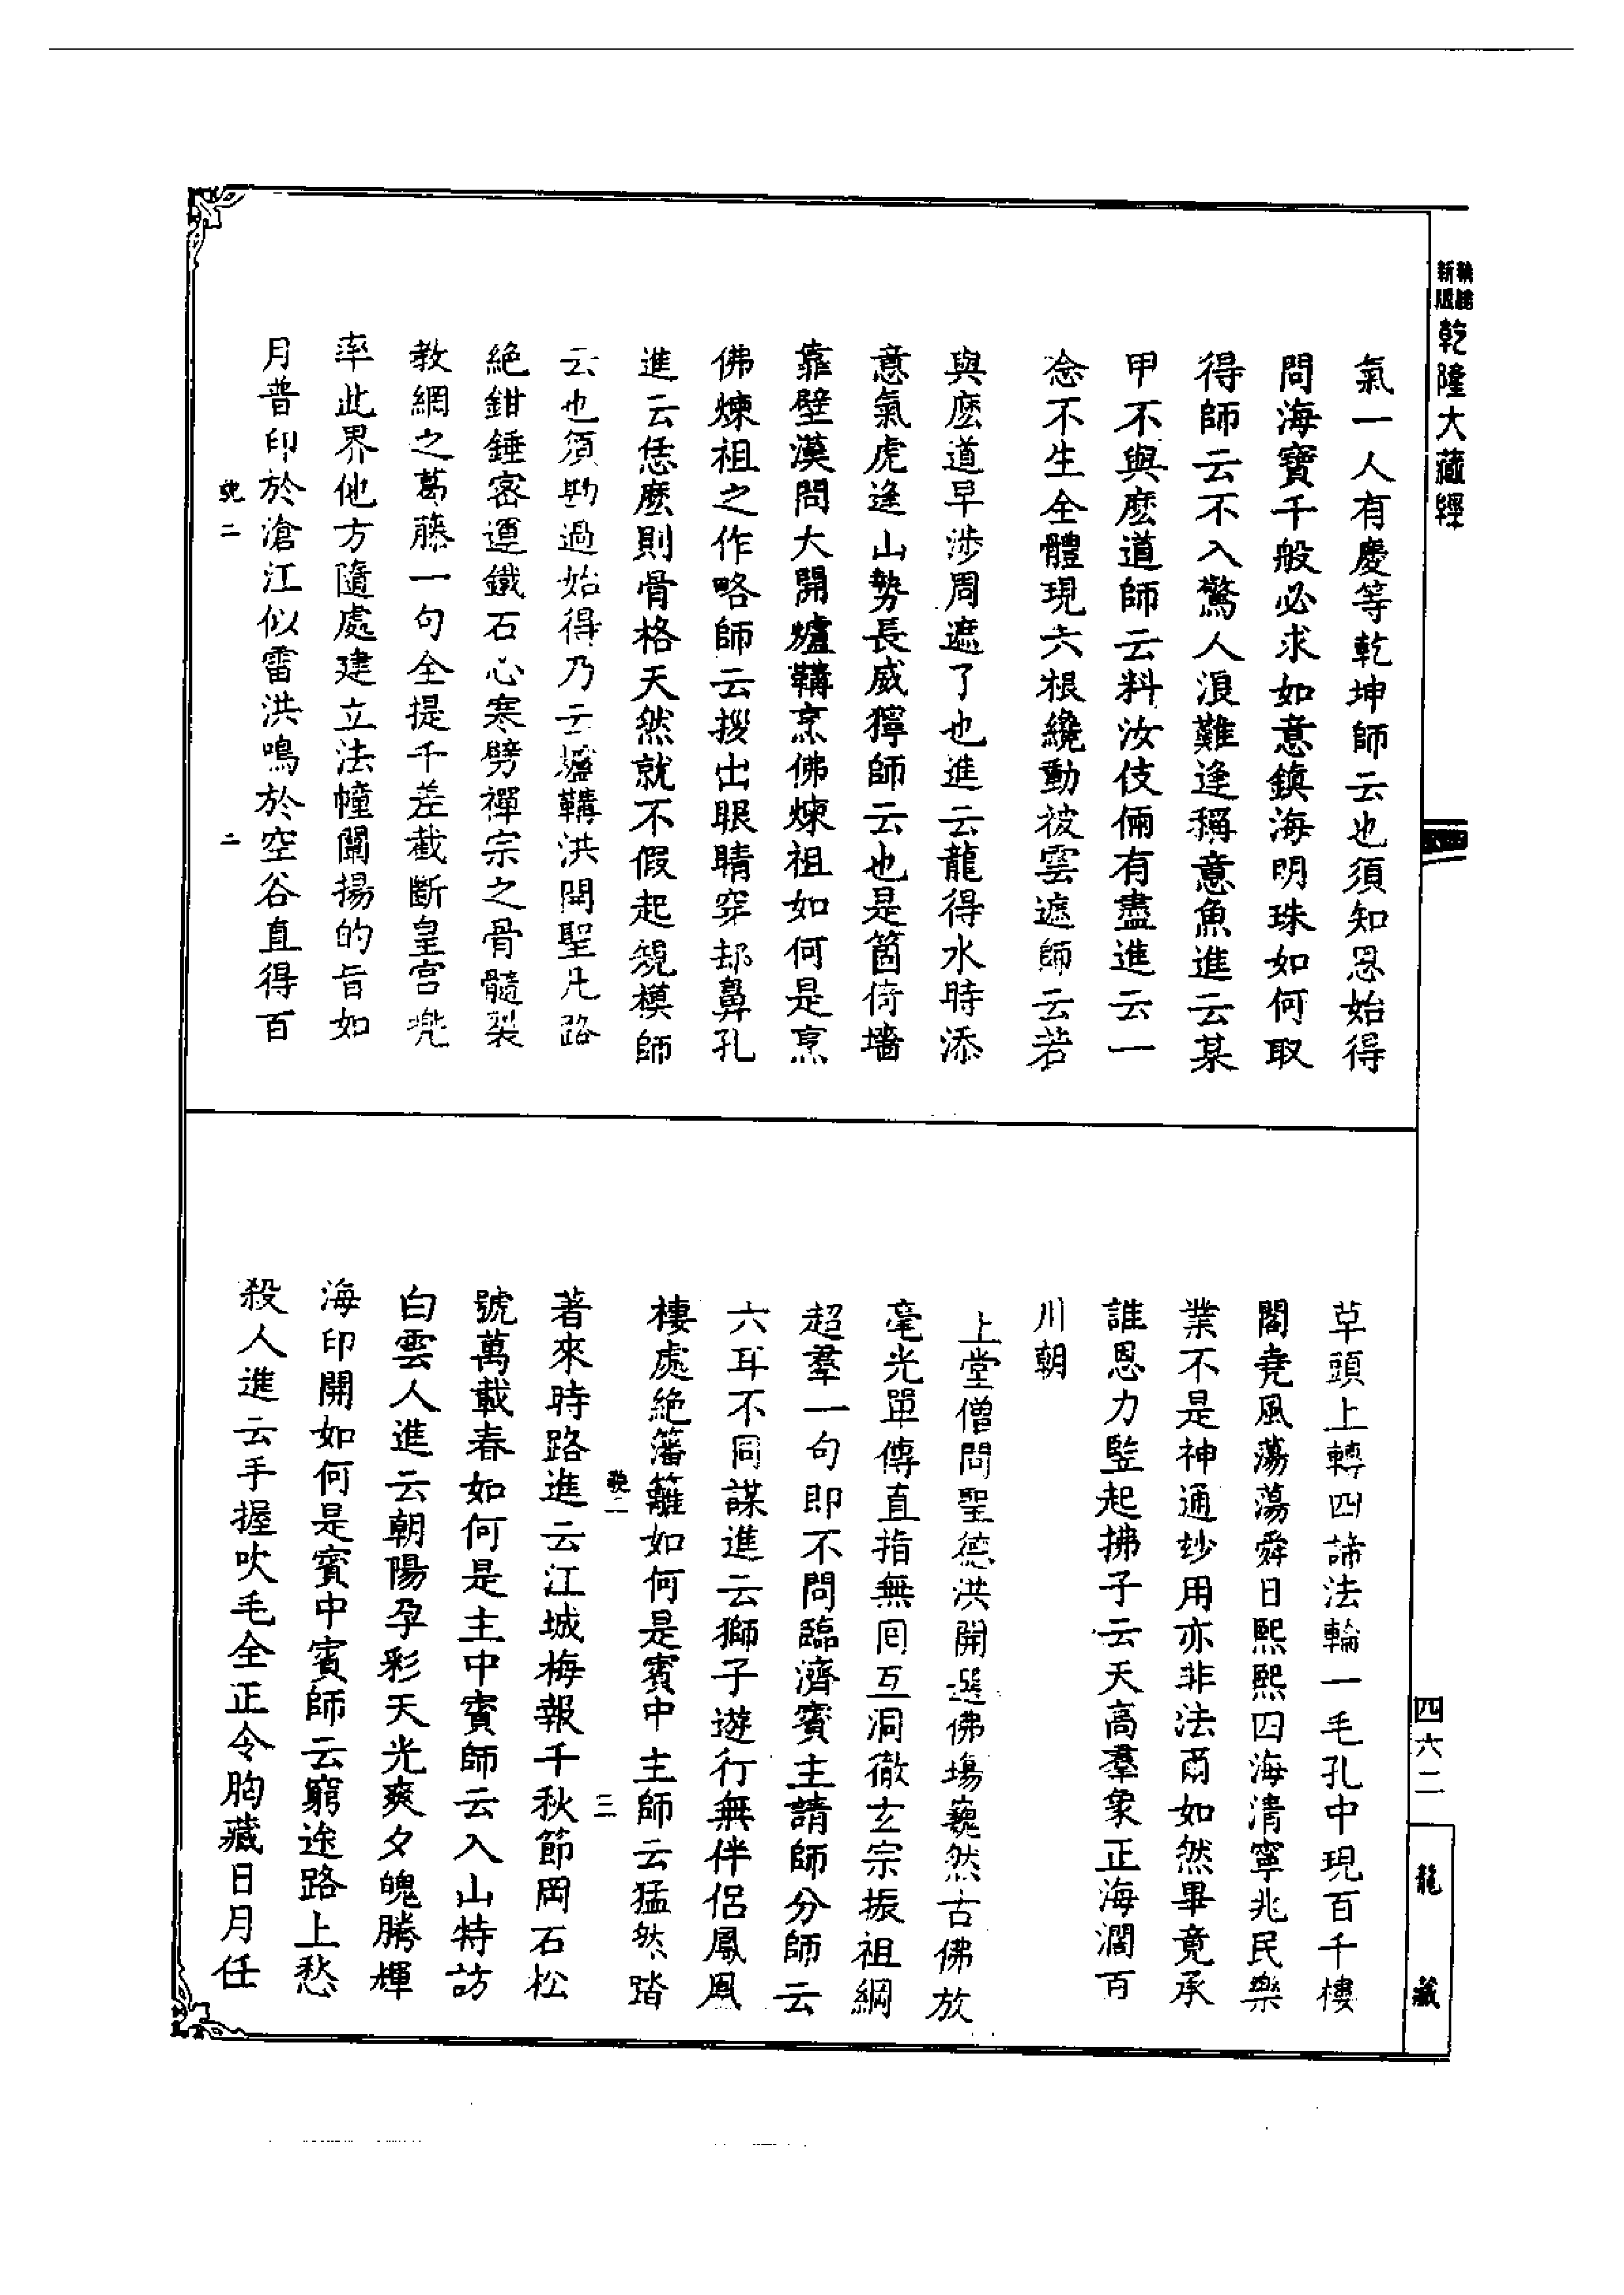 新版
乾隆大藏經
氣一人有慶等乾坤師云也須知恩始得
問海寶千般必求如意鎮海明珠如何取
得師云不入驚人浪難逢稱意魚進云某
甲不與麽道師云料汝伎倆有盡進云一
念不生全體現六根纔動被雲遮師云若
與麽道早涉周遮了也進云龍得水時添
意氣虎逢山勢長威獰師云也是箇倚墻
靠壁漢問大開爐鞴烹佛煉祖如何是烹
佛煉祖之作略師云摋出眼睛穿却鼻孔
進云恁麽則骨格天然就不假起規模師
云也須勘過始得乃云爐鞴洪開聖凡路
絕鉗錘密運鐵石心寒劈禪宗之骨髓裂
教網之葛藤一句全提千差截斷皇宮兠
率此界他方隨處建立法幢闡揚的旨如
月普印於滄江似雷洪鳴於空谷直得百
二
二
草頭上轉四諦法輪一毛孔中現百千樓
閣堯風蕩蕩舜日熙熙四海清寧兆民樂
業不是神通玅用亦非法爾如然畢竟承
誰恩力竪起拂子云天高羣象正海濶百
川朝
上堂僧問聖德洪開選佛場巍然古佛放
毫光單傳直指無囘互洞徹玄宗振祖綱
超羣一句即不問臨濟賓主請師分師云
六耳不同謀進云獅子遊行無伴侶鳳凰
棲處絕籓籬如何是賓中主師云猛然踏
二
三
著來時路進云江城梅報千秋節岡石松
號萬載春如何是主中賓師云入山特訪
白雲人進云朝陽孕彩天光爽夕魄騰輝
海印開如何是賓中賓師云窮途路上愁
殺人進云手握吹毛全正令胸藏日月任
四六二
龍藏